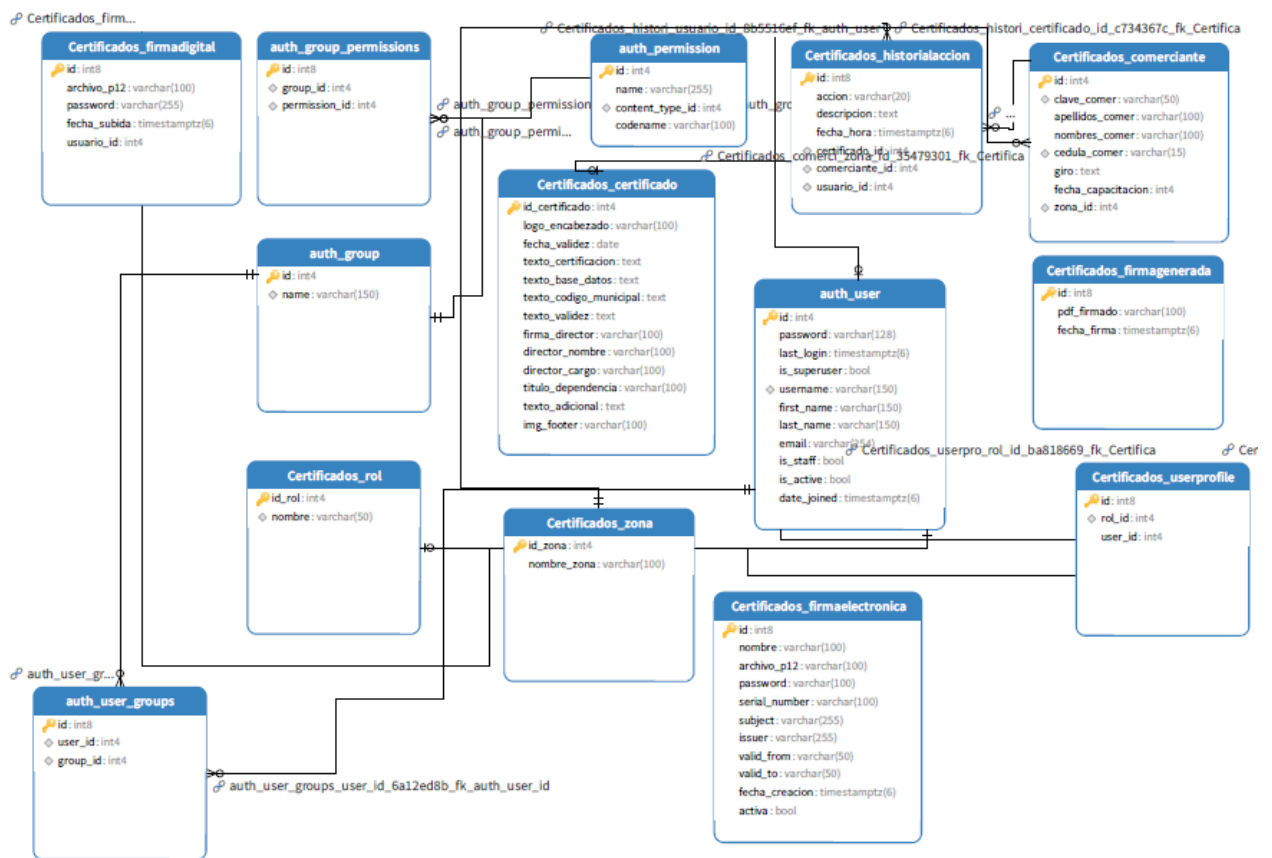 Certificados_firm...
Certificados_histori_usuario_id_8b5516ef_fk_auth_user
Certificados_histori_certificado_id_c734367c_fk_Certifica
Certificados_firmadigital
id: int8
archivo_p12: varchar(100)
password: varchar(255)
fecha_subida: timestamptz(6)
usuario_id: int4
auth_group_permissions
id: int8
group_id: int4
permission_id: int4
auth_group_permission
auth_group_permi...
auth_permission
id: int4
name: varchar(255)
content_type_id: int4
codename: varchar(100)
auth_gro
Certificados_historialaccion
id: int8
accion: varchar(20)
descripcion: text
fecha_hora: timestamptz(6)
certificado_id: int4
comerciante_id: int4
usuario_id: int4
...
Certificados_comerciante
id: int4
clave_comer: varchar(50)
apellidos_comer: varchar(100)
nombres_comer: varchar(100)
cedula_comer: varchar(15)
giro: text
fecha_capacitacion: int4
zona_id: int4
Certificados_comerci_zona_id_35479301_fk_Certifica
Certificados_certificado
id_certificado: int4
logo_encabezado: varchar(100)
fecha_validez: date
texto_certificacion: text
texto_base_datos: text
texto_codigo_municipal: text
texto_validez: text
firma_director: varchar(100)
director_nombre: varchar(100)
director_cargo: varchar(100)
titulo_dependencia: varchar(100)
texto_adicional: text
img_footer: varchar(100)
auth_group
id: int4
name: varchar(150)
auth_user
id: int4
password: varchar(128)
last_login: timestamptz(6)
is_superuser: bool
username: varchar(150)
first_name: varchar(150)
last_name: varchar(150)
email: varchar(254)
is_staff: bool
is_active: bool
date_joined: timestamptz(6)
Certificados_firmagenerada
id: int8
pdf_firmado: varchar(100)
fecha_firma: timestamptz(6)
Certificados_userpro_rol_id_ba818669_fk_Certifica
Cer
Certificados_rol
id_rol: int4
nombre: varchar(50)
Certificados_zona
id_zona: int4
nombre_zona: varchar(100)
Certificados_userprofile
id: int8
rol_id: int4
user_id: int4
Certificados_firmaelectronica
id: int8
nombre: varchar(100)
archivo_p12: varchar(100)
password: varchar(100)
serial_number: varchar(100)
subject: varchar(255)
issuer: varchar(255)
valid_from: varchar(50)
valid_to: varchar(50)
fecha_creacion: timestamptz(6)
activa: bool
auth_user_gr...
auth_user_groups
id: int8
user_id: int4
group_id: int4
auth_user_groups_user_id_6a12ed8b_fk_auth_user_id